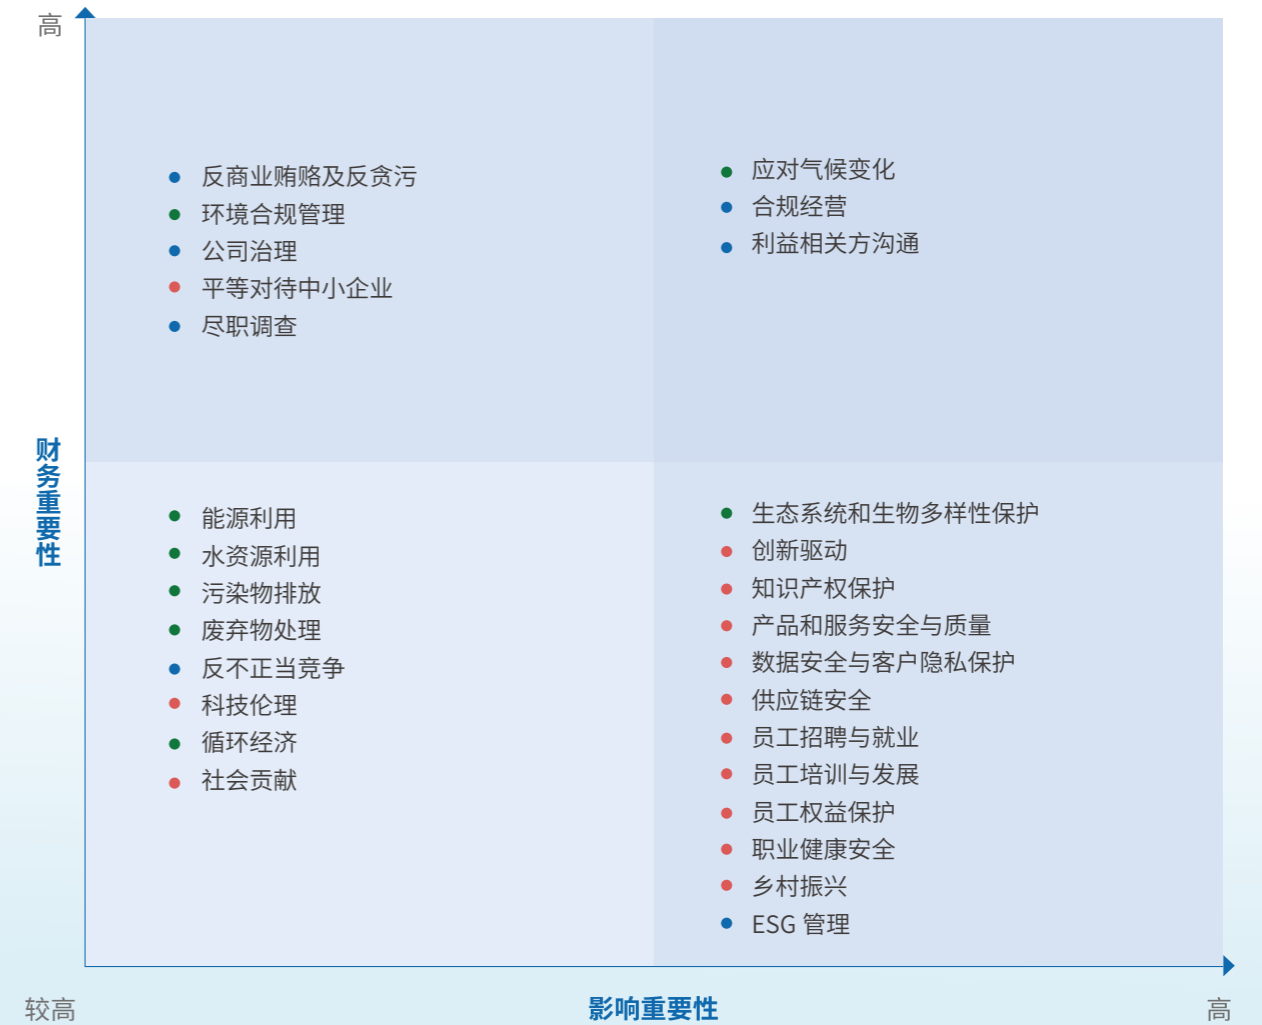 高
反商业贿赂及反贪污
环境合规管理
公司治理
平等对待中小企业
尽职调查
应对气候变化
合规经营
利益相关方沟通
财务重要性
能源利用
水资源利用
污染物排放
废弃物处理
反不正当竞争
科技伦理
循环经济
社会贡献
生态系统和生物多样性保护
创新驱动
知识产权保护
产品和服务安全与质量
数据安全与客户隐私保护
供应链安全
员工招聘与就业
员工培训与发展
员工权益保护
职业健康安全
乡村振兴
ESG 管理
较高
影响重要性
高